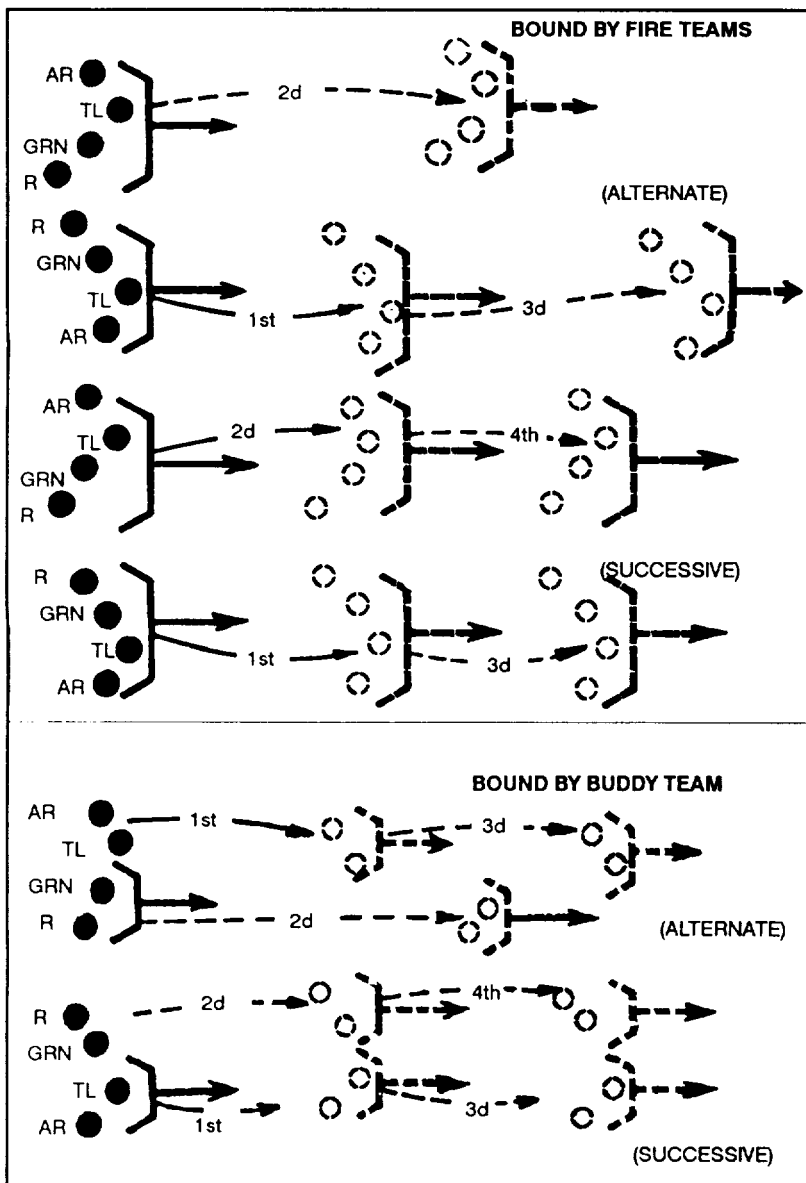 BOUND BY FIRE TEAMS
AR
2d
TL
GRN
R
(ALTERNATE)
R
GRN
TL
1st
3d
AR
AR
TL
2d
4th
GRN
R
(SUCCESSIVE)
R
GRN
TL
1st
3d
AR
BOUND BY BUDDY TEAM
AR
1st
3d
TL
GRN
R
2d
(ALTERNATE)
R
2d
4th
GRN
TL
1st
3d
AR
(SUCCESSIVE)